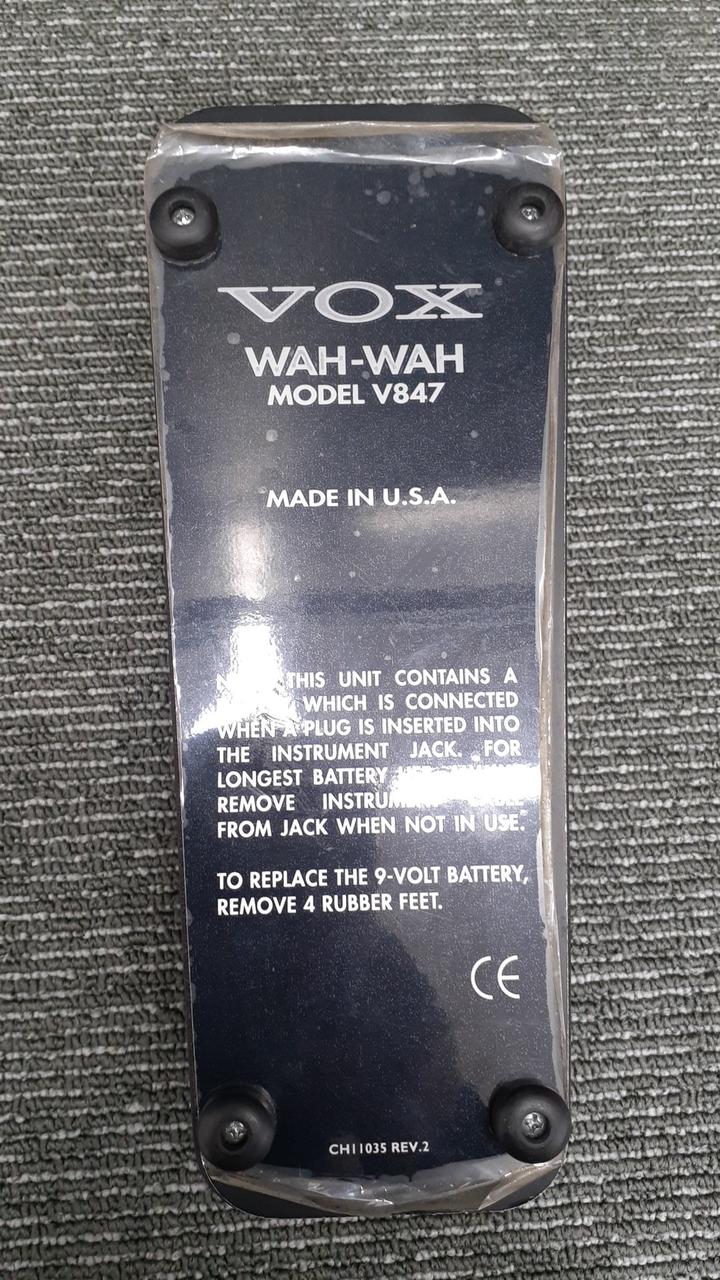 VOX
WAH-WAH
MODEL V847
MADE IN U.S.A.
THIS UNIT CONTAINS A
WHICH IS CONNECTED
WHEN A PLUG IS INSERTED INTO
THE INSTRUMENT JACK. FOR
LONGEST BATTERY
REMOVE
FROM JACK WHEN NOT IN USE.
TO REPLACE THE 9-VOLT BATTERY,
REMOVE 4 RUBBER FEET.
CE
CH11035 REV.2